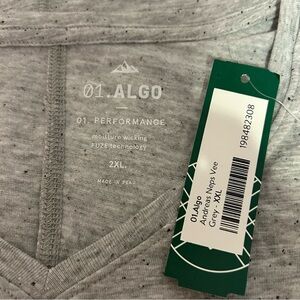 01.ALGO
01. PERFORMANCE
moisture wicking
FUZE technology
2XL.
MADE IN PERU
01.Algo
Andreas Neps Vee
Grey - XXL
198482308